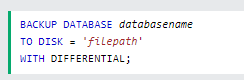 BACKUP DATABASE databasename
TO DISK = 'filepath'
WITH DIFFERENTIAL;